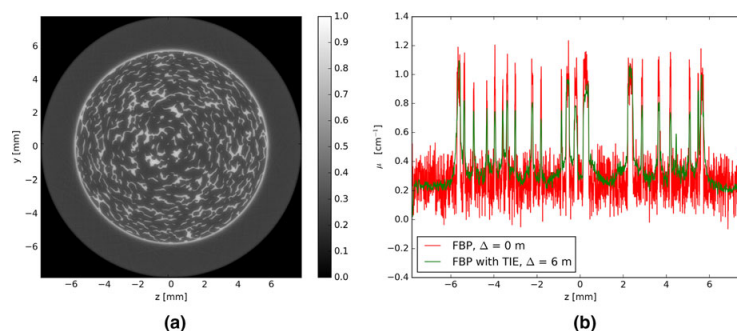 1.0
0.9
0.8
0.7
0.6
0.5
0.4
0.3
0.2
0.1
0.0
6
4
2
0
−2
−4
−6
y [mm]
−6 −4 −2 0 2 4 6
z [mm]
(a)
1.4
1.2
1.0
0.8
0.6
0.4
0.2
0.0
−0.2
−0.4
μ [cm⁻¹]
FBP, Δ = 0 m
FBP with TIE, Δ = 6 m
−6 −4 −2 0 2 4 6
z [mm]
(b)